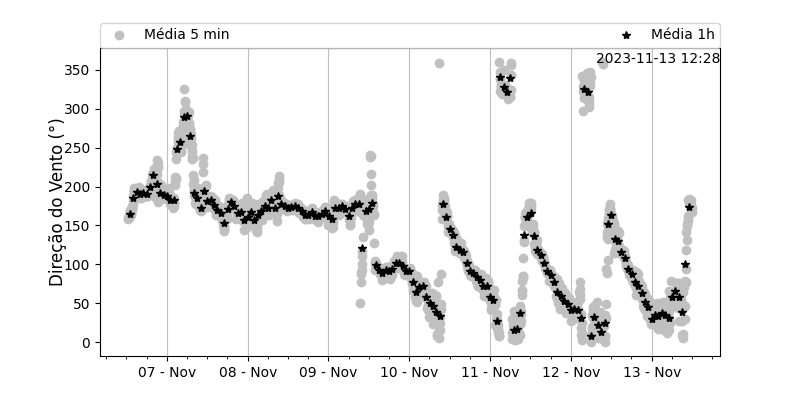 Média 5 min
Média 1h
2023-11-13 12:28
Direção do Vento (°)
350
300
250
200
150
100
50
0
07 - Nov
08 - Nov
09 - Nov
10 - Nov
11 - Nov
12 - Nov
13 - Nov